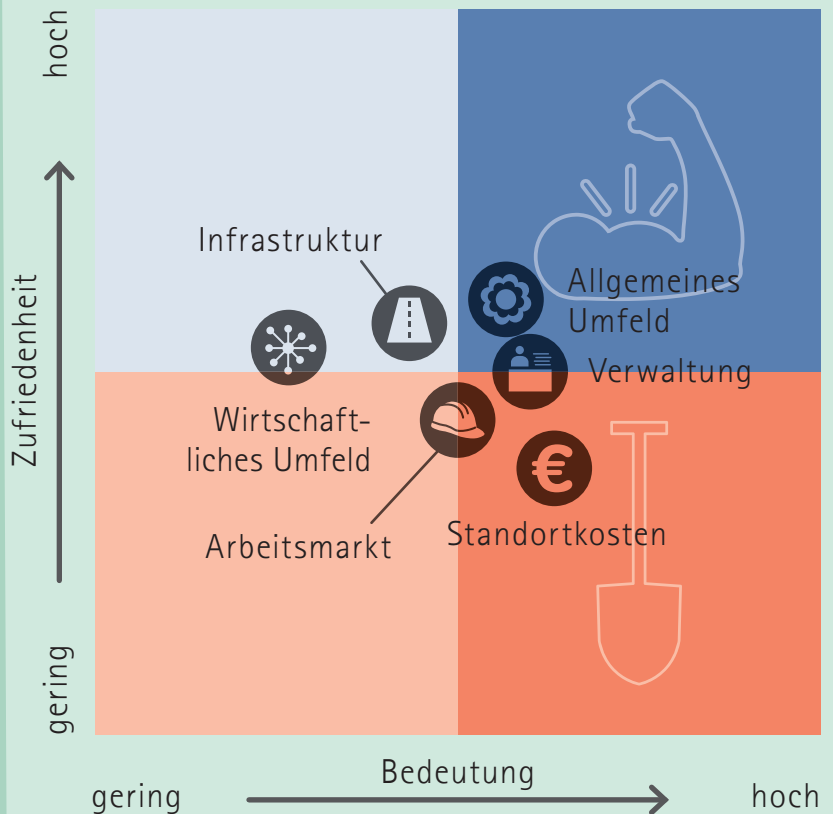 hoch
Zufriedenheit
gering
Infrastruktur
Allgemeines
Umfeld
Verwaltung
Wirtschaft-
liches Umfeld
€
Arbeitsmarkt
Standortkosten
gering
Bedeutung
hoch